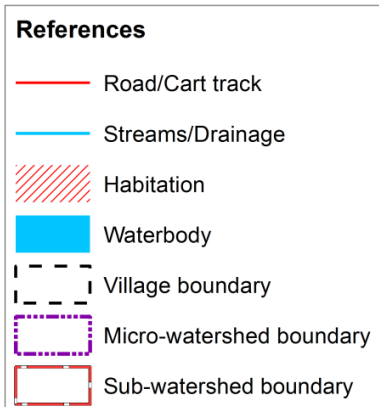 References
Road/Cart track
Streams/Drainage
Habitation
Waterbody
Village boundary
Micro-watershed boundary
Sub-watershed boundary